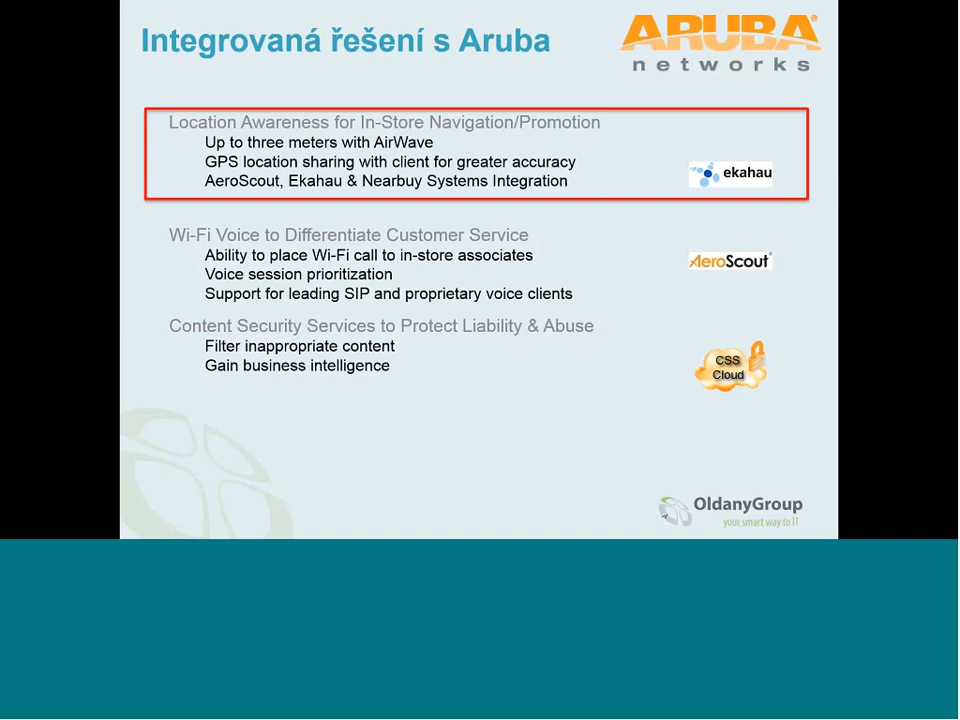 Integrovaná řešení s Aruba
ARUBA®
networks
Location Awareness for In-Store Navigation/Promotion
Up to three meters with AirWave
GPS location sharing with client for greater accuracy
AeroScout, Ekahau & Nearbuy Systems Integration
ekahau
Wi-Fi Voice to Differentiate Customer Service
Ability to place Wi-Fi call to in-store associates
Voice session prioritization
Support for leading SIP and proprietary voice clients
AeroScout
Content Security Services to Protect Liability & Abuse
Filter inappropriate content
Gain business intelligence
CSS
Cloud
OldanyGroup
your smart way to IT